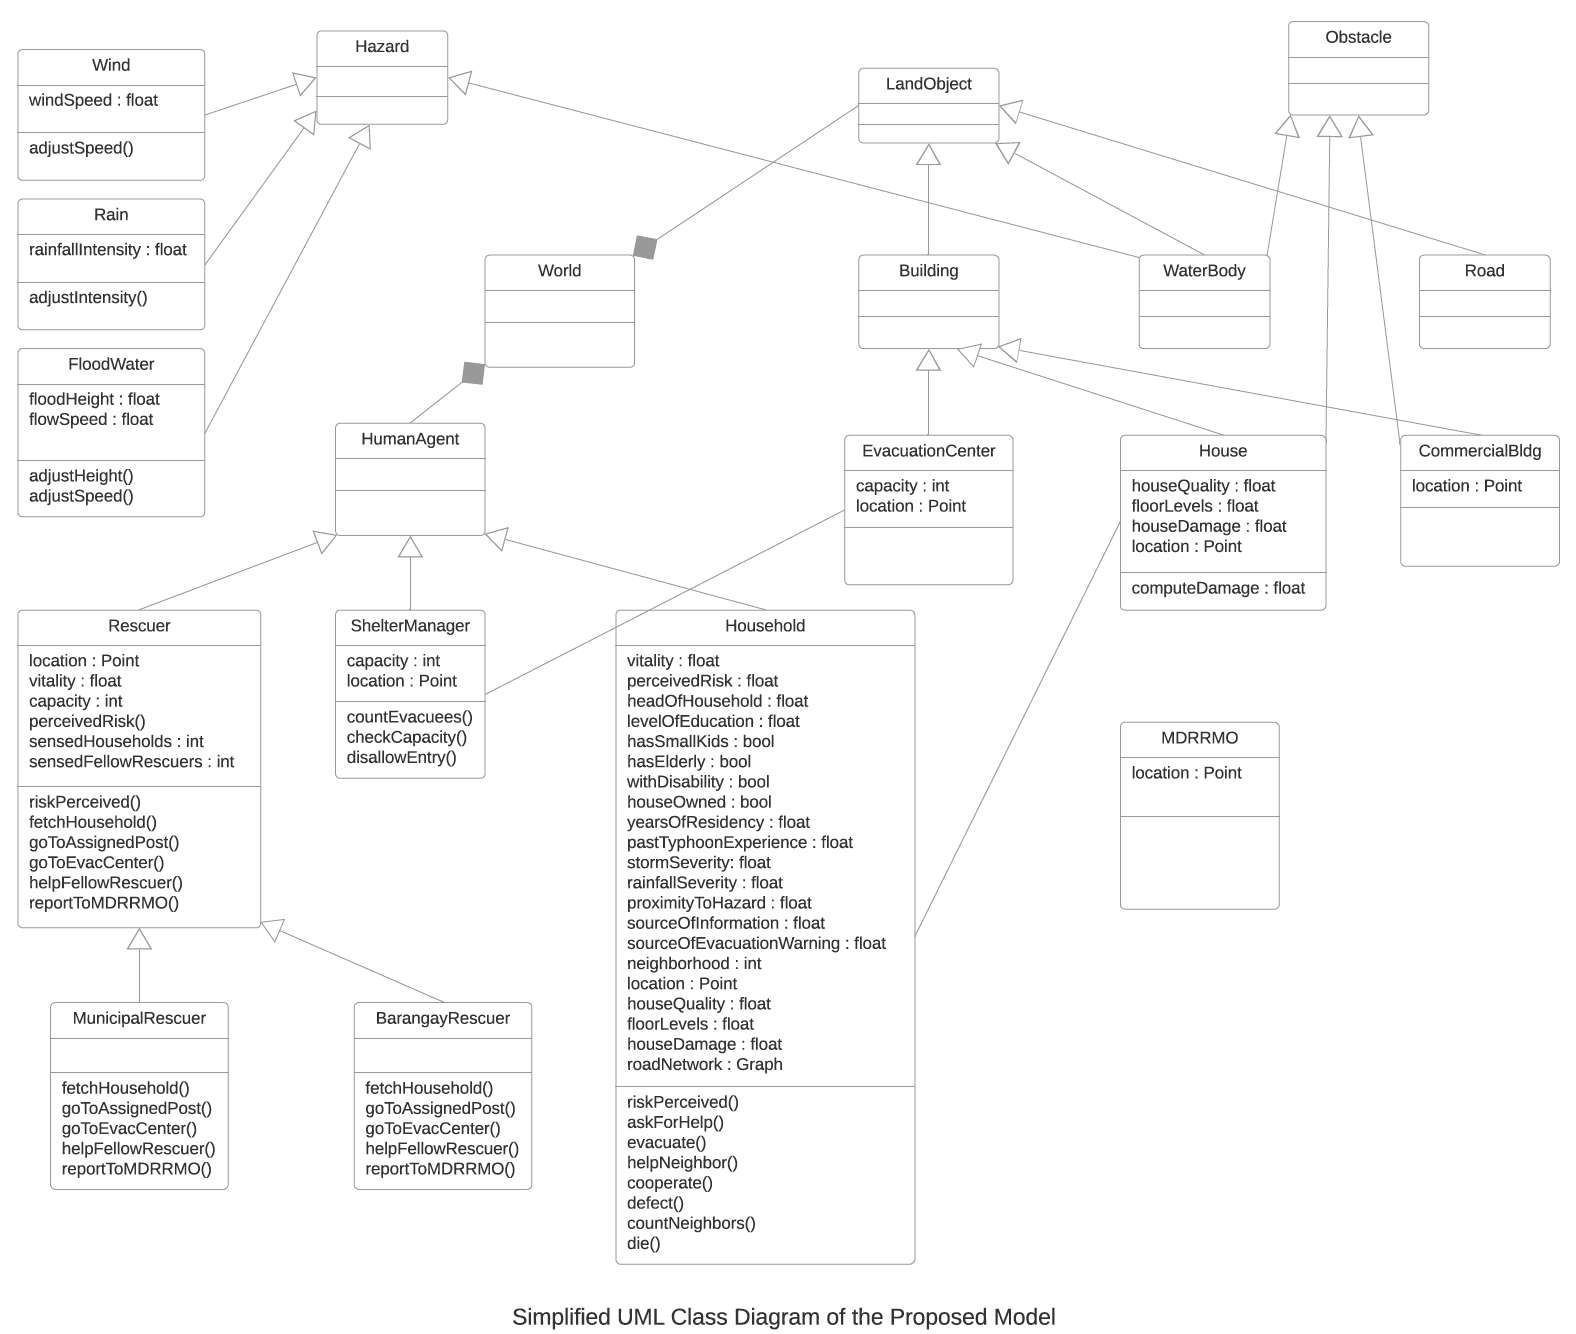 Wind
windSpeed : float
adjustSpeed()
Hazard
LandObject
Obstacle
Rain
rainfallIntensity : float
adjustIntensity()
World
Building
WaterBody
Road
FloodWater
floodHeight : float
flowSpeed : float
adjustHeight()
adjustSpeed()
HumanAgent
EvacuationCenter
capacity : int
location : Point
House
houseQuality : float
floorLevels : float
houseDamage : float
location : Point
computeDamage : float
CommercialBldg
location : Point
Rescuer
location : Point
vitality : float
capacity : int
perceivedRisk()
sensedHouseholds : int
sensedFellowRescuers : int
riskPerceived()
fetchHousehold()
goToAssignedPost()
goToEvacCenter()
helpFellowRescuer()
reportToMDRRMO()
ShelterManager
capacity : int
location : Point
countEvacuees()
checkCapacity()
disallowEntry()
Household
vitality : float
perceivedRisk : float
headOfHousehold : float
levelOfEducation : float
hasSmallKids : bool
hasElderly : bool
withDisability : bool
houseOwned : bool
yearsOfResidency : float
pastTyphoonExperience : float
stormSeverity: float
rainfallSeverity : float
proximityToHazard : float
sourceOfInformation : float
sourceOfEvacuationWarning : float
neighborhood : int
location : Point
houseQuality : float
floorLevels : float
houseDamage : float
roadNetwork : Graph
riskPerceived()
askForHelp()
evacuate()
helpNeighbor()
cooperate()
defect()
countNeighbors()
die()
MDRRMO
location : Point
MunicipalRescuer
fetchHousehold()
goToAssignedPost()
goToEvacCenter()
helpFellowRescuer()
reportToMDRRMO()
BarangayRescuer
fetchHousehold()
goToAssignedPost()
goToEvacCenter()
helpFellowRescuer()
reportToMDRRMO()
Simplified UML Class Diagram of the Proposed Model